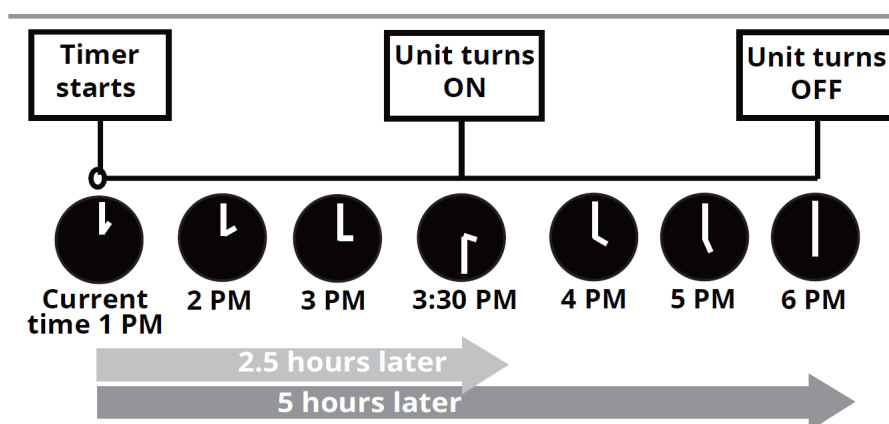 Timer
starts
Unit turns
ON
Unit turns
OFF
Current
time 1 PM
2 PM
3 PM
3:30 PM
4 PM
5 PM
6 PM
2.5 hours later
5 hours later